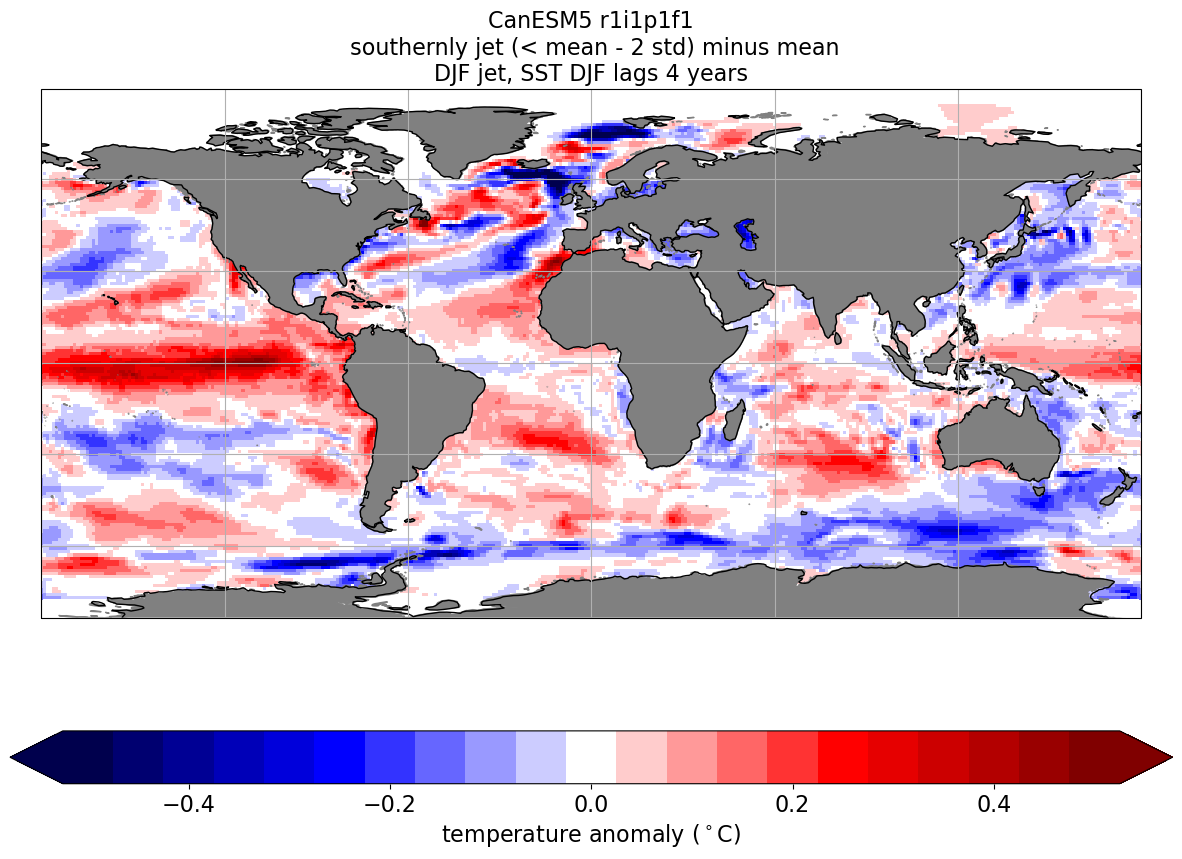 CanESM5 r1i1p1f1
southernly jet (< mean - 2 std) minus mean
DJF jet, SST DJF lags 4 years
−0.4 −0.2 0.0 0.2 0.4
temperature anomaly (°C)